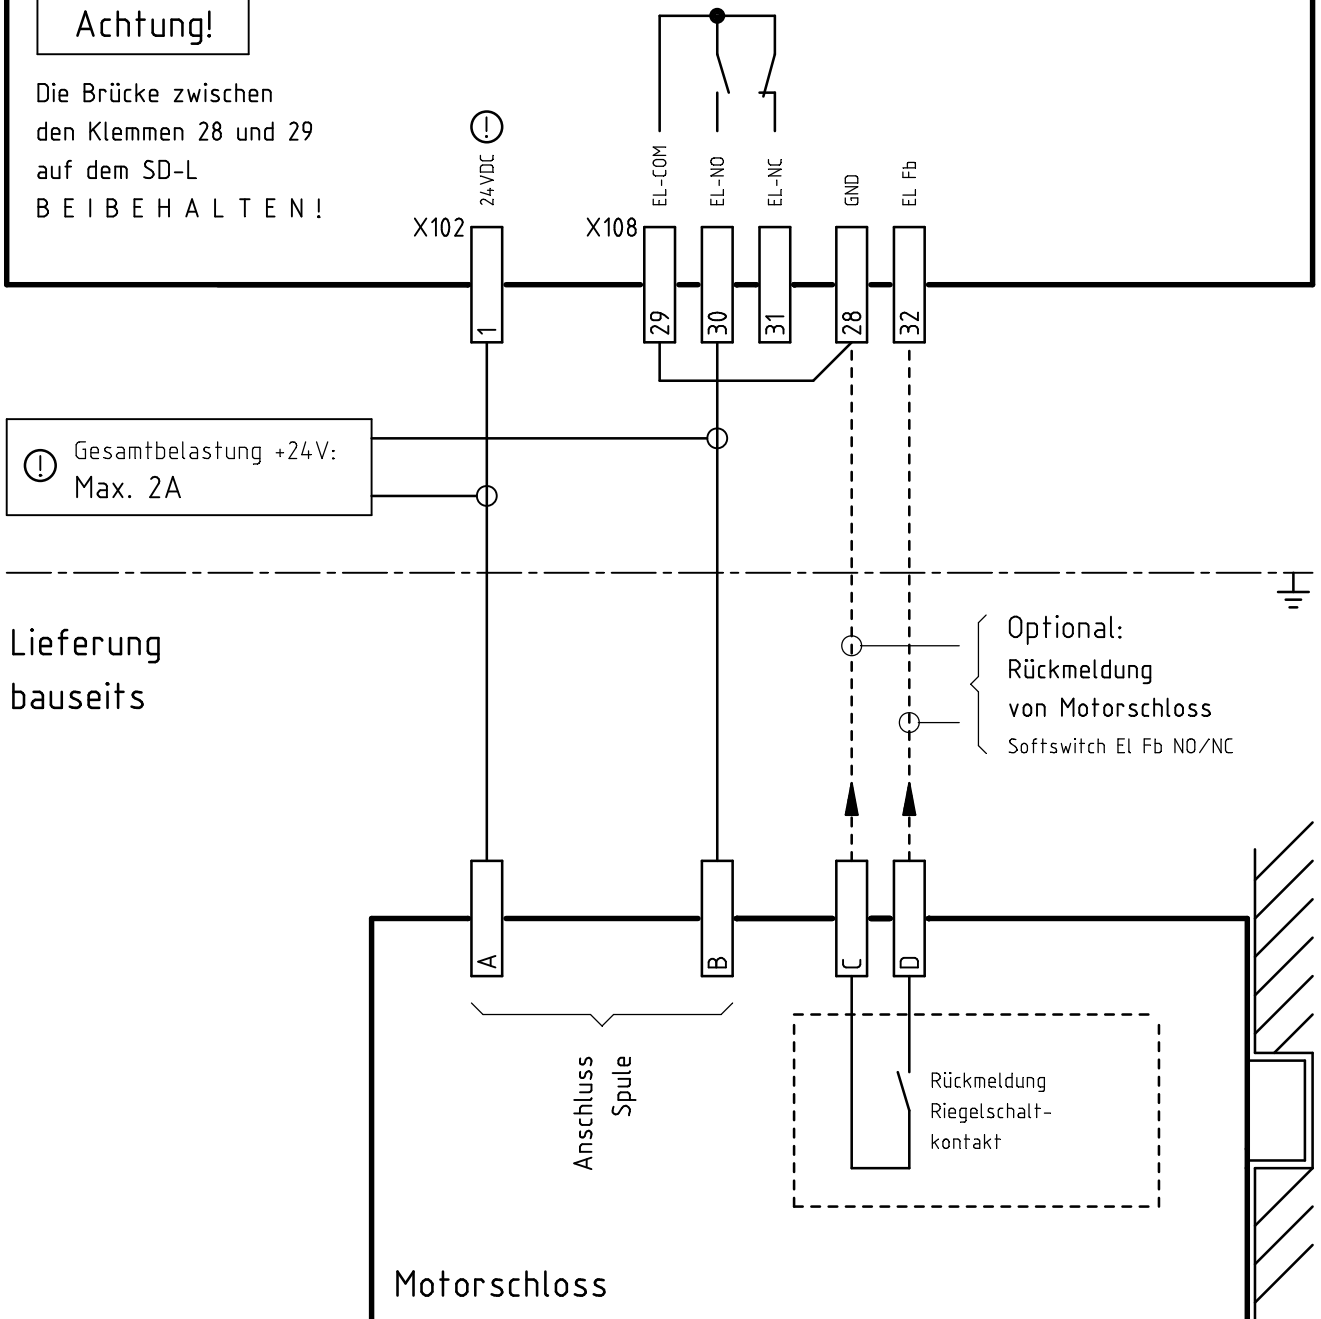 Achtung!
Die Brücke zwischen
den Klemmen 28 und 29
auf dem SD-L
BEIBEHALTEN!
24VDC
!
EL-COM
EL-NO
EL-NC
GND
EL Fb
X102
X108
1
29
30
31
28
32
! Gesamtbelastung +24V:
Max. 2A
Lieferung
bauseits
Optional:
Rückmeldung
von Motorschloss
Softswitch El Fb NO/NC
A
B
C
D
Anschluss
Spule
Rückmeldung
Riegelschalt-
kontakt
Motorschloss